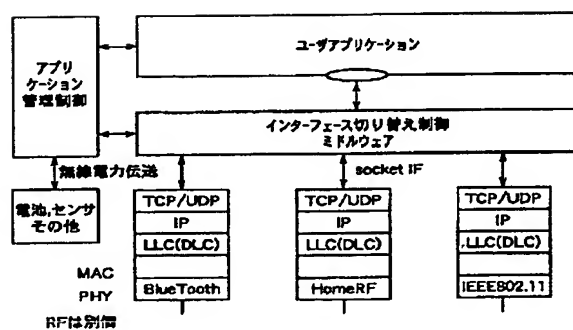 ユーザアプリケーション
アプリ
ケーション
管理制御
インターフェース切り替え制御
ミドルウェア
無線電力伝送
socket IF
電池,センサ
その他
TCP/UDP
IP
LLC(DLC)
BlueTooth
TCP/UDP
IP
LLC(DLC)
HomeRF
TCP/UDP
IP
LLC(DLC)
IEEE802.11
MAC
PHY
RFは別個